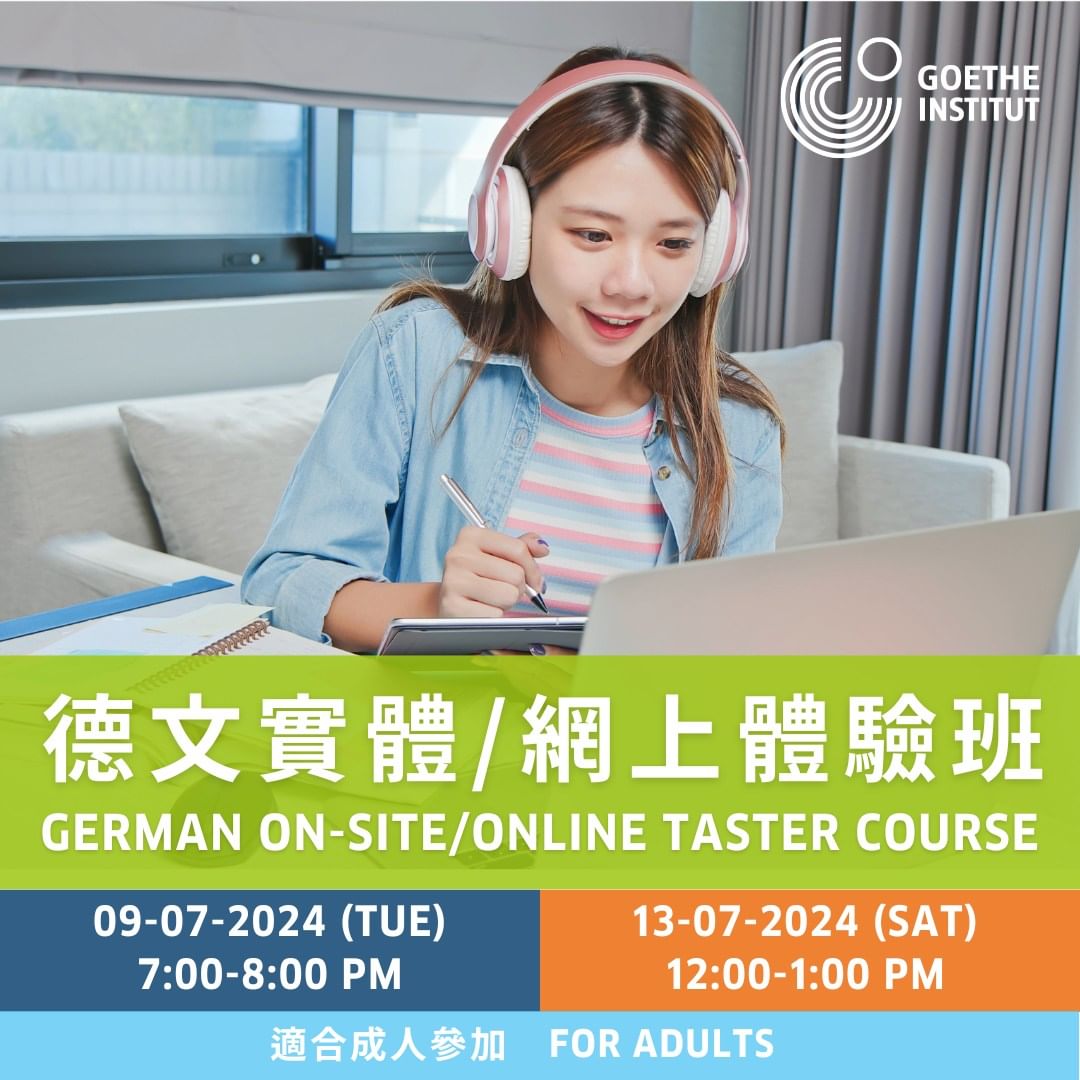 GOETHE
INSTITUT
德文實體/網上體驗班
GERMAN ON-SITE/ONLINE TASTER COURSE
09-07-2024 (TUE)
7:00-8:00 PM
13-07-2024 (SAT)
12:00-1:00 PM
適合成人參加 FOR ADULTS